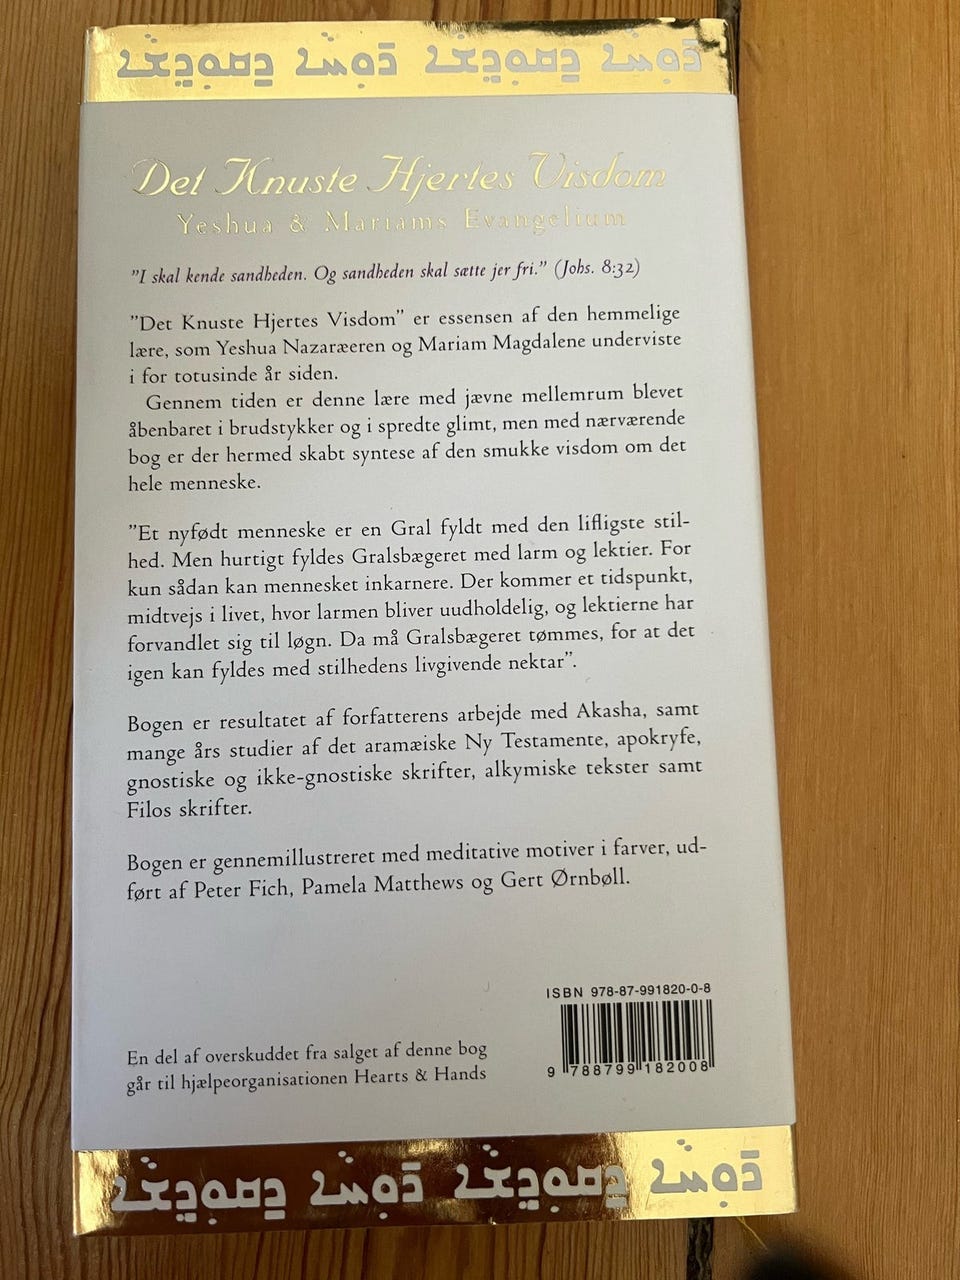 Det Knuste Hjertes Visdom
Yeshua & Mariams Evangelium
"I skal kende sandheden. Og sandheden skal sætte jer fri." (Johs. 8:32)
"Det Knuste Hjertes Visdom" er essensen af den hemmelige
lære, som Yeshua Nazaræeren og Mariam Magdalene underviste
i for totusinde år siden.
Gennem tiden er denne lære med jævne mellemrum blevet
åbenbaret i brudstykker og i spredte glimt, men med nærværende
bog er der hermed skabt syntese af den smukke visdom om det
hele menneske.
"Et nyfødt menneske er en Gral fyldt med den lifligste stil-
hed. Men hurtigt fyldes Gralsbægeret med larm og lektier. For
kun sådan kan mennesket inkarnere. Der kommer et tidspunkt,
midtvejs i livet, hvor larmen bliver uudholdelig, og lektierne har
forvandlet sig til løgn. Da må Gralsbægeret tømmes, for at det
igen kan fyldes med stilhedens livgivende nektar".
Bogen er resultatet af forfatterens arbejde med Akasha, samt
mange års studier af det aramæiske Ny Testamente, apokryfe,
gnostiske og ikke-gnostiske skrifter, alkymiske tekster samt
Filos skrifter.
Bogen er gennemillustreret med meditative motiver i farver, ud-
ført af Peter Fich, Pamela Matthews og Gert Ørnbøll.
ISBN 978-87-991820-0-8
9 788799 182008
En del af overskuddet fra salget af denne bog
går til hjælpeorganisationen Hearts & Hands